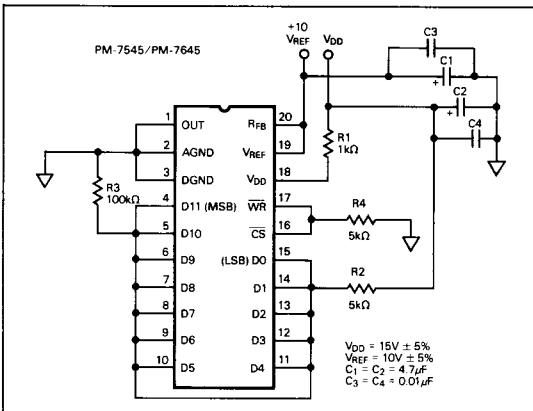 PM-7545/PM-7645
+10
VREF
VDD
C3
C1
+
C2
+
C4
R1
1kΩ
1 OUT
2 AGND
3 DGND
4 D11 (MSB)
5 D10
6 D9
7 D8
8 D7
9 D6
10 D5
RFB 20
VREF 19
VDD 18
WR 17
CS 16
(LSB) D0 15
D1 14
D2 13
D3 12
D4 11
R3
100kΩ
R4
5kΩ
R2
5kΩ
VDD = 15V ± 5%
VREF = 10V ± 5%
C1 = C2 = 4.7µF
C3 = C4 = 0.01µF